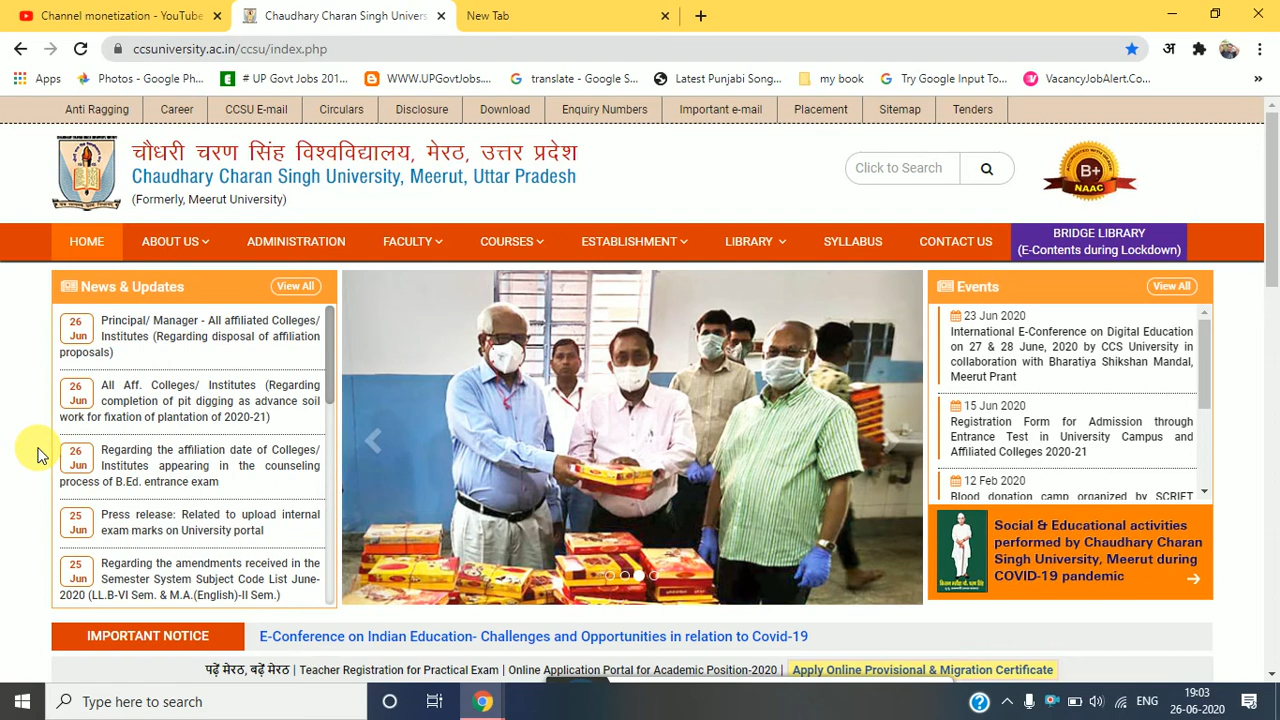 Channel monetization - YouTube
Chaudhary Charan Singh Univers
New Tab
ccsuniversity.ac.in/ccsu/index.php
अ
Apps
Photos - Google Ph...
# UP Govt Jobs 201...
WWW.UPGovtJobs....
translate - Google S...
Latest Punjabi Song...
my book
Try Google Input To...
VacancyJobAlert.Co...
»
Anti Ragging
Career
CCSU E-mail
Circulars
Disclosure
Download
Enquiry Numbers
Important e-mail
Placement
Sitemap
Tenders
चौधरी चरण सिंह विश्वविद्यालय, मेरठ, उत्तर प्रदेश
Chaudhary Charan Singh University, Meerut, Uttar Pradesh
(Formerly, Meerut University)
Click to Search
B+
NAAC
HOME
ABOUT US
ADMINISTRATION
FACULTY
COURSES
ESTABLISHMENT
LIBRARY
SYLLABUS
CONTACT US
BRIDGE LIBRARY
(E-Contents during Lockdown)
News & Updates
View All
26 Jun
Principal/ Manager - All affiliated Colleges/
Institutes (Regarding disposal of affiliation
proposals)
26 Jun
All Aff. Colleges/ Institutes (Regarding
completion of pit digging as advance soil
work for fixation of plantation of 2020-21)
26 Jun
Regarding the affiliation date of Colleges/
Institutes appearing in the counseling
process of B.Ed. entrance exam
25 Jun
Press release: Related to upload internal
exam marks on University portal
25 Jun
Regarding the amendments received in the
Semester System Subject Code List June-
2020 (LL.B-VI Sem. & M.A.(English)-II Sem)
Events
View All
23 Jun 2020
International E-Conference on Digital Education
on 27 & 28 June, 2020 by CCS University in
collaboration with Bharatiya Shikshan Mandal,
Meerut Prant
15 Jun 2020
Registration Form for Admission through
Entrance Test in University Campus and
Affiliated Colleges 2020-21
12 Feb 2020
Blood donation camp organized by SCRIET
Social & Educational activities
performed by Chaudhary Charan
Singh University, Meerut during
COVID-19 pandemic
IMPORTANT NOTICE
E-Conference on Indian Education- Challenges and Opportunities in relation to Covid-19
पढ़ें मेरठ, बढ़ें मेरठ | Teacher Registration for Practical Exam | Online Application Portal for Academic Position-2020 | Apply Online Provisional & Migration Certificate
Type here to search
ENG
19:03
26-06-2020